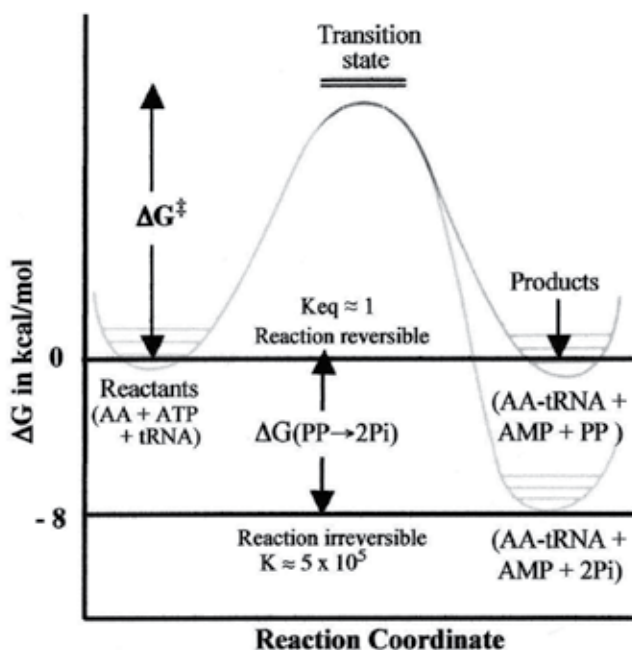 Transition
state
ΔG‡
Products
Keq ≈ 1
Reaction reversible
0
Reactants
(AA + ATP
+ tRNA)
ΔG(PP→2Pi)
(AA-tRNA +
AMP + PP )
ΔG in kcal/mol
- 8
Reaction irreversible
K ≈ 5 x 10⁵
(AA-tRNA +
AMP + 2Pi)
Reaction Coordinate